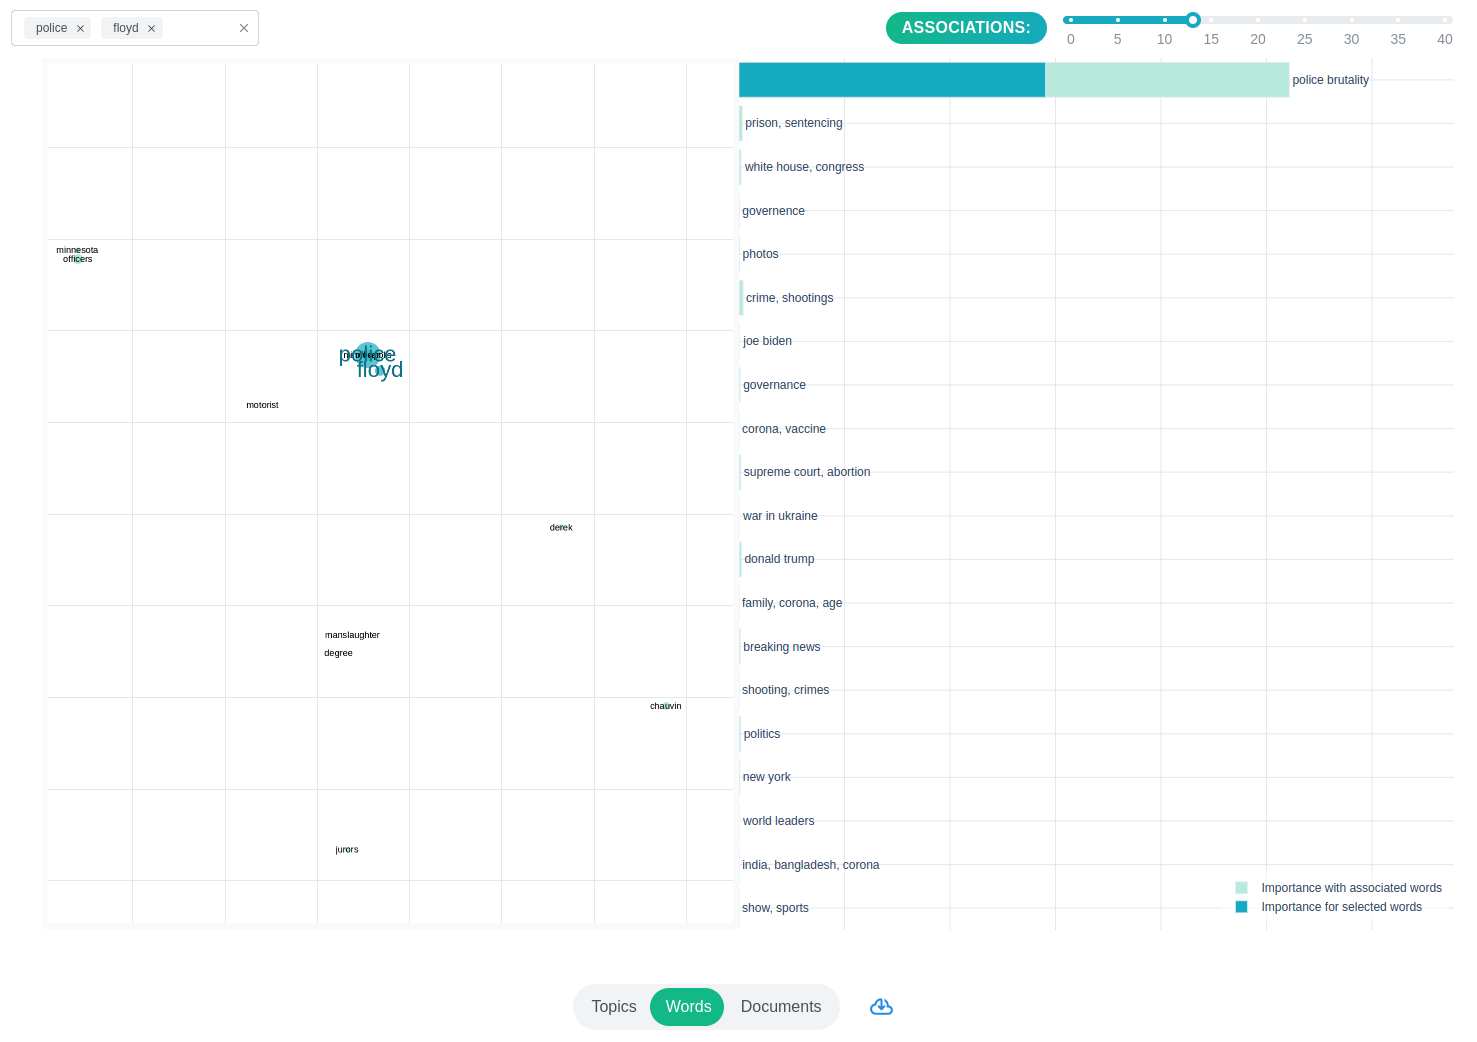 police
floyd
ASSOCIATIONS:
0 5 10 15 20 25 30 35 40
minnesota
officers
police
floyd
motorist
derek
manslaughter
degree
chauvin
jurors
police brutality
prison, sentencing
white house, congress
governence
photos
crime, shootings
joe biden
governance
corona, vaccine
supreme court, abortion
war in ukraine
donald trump
family, corona, age
breaking news
shooting, crimes
politics
new york
world leaders
india, bangladesh, corona
show, sports
Importance with associated words
Importance for selected words
Topics Words Documents